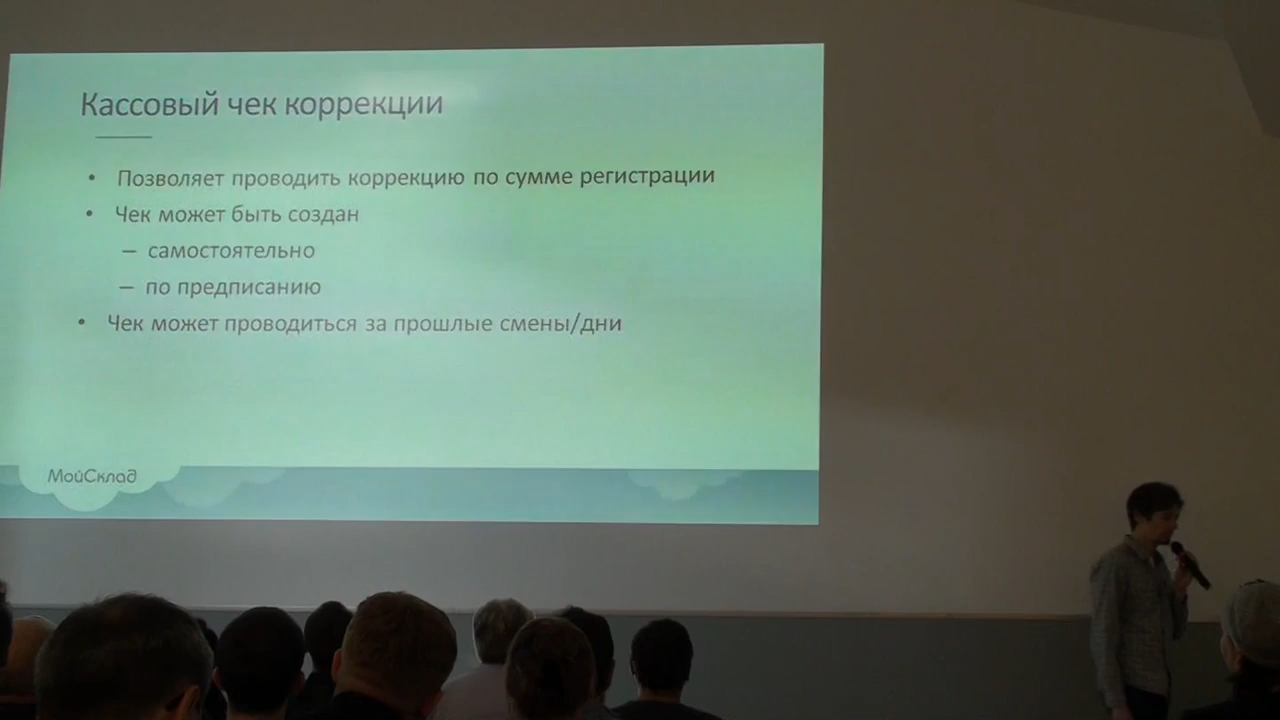 Кассовый чек коррекции
• Позволяет проводить коррекцию по сумме регистрации
• Чек может быть создан
– самостоятельно
– по предписанию
• Чек может проводиться за прошлые смены/дни
МойСклад